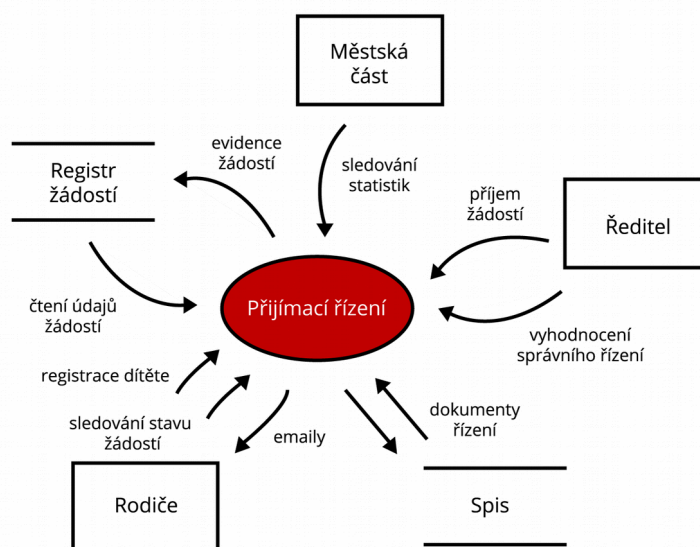 Městská
část
evidence
žádostí
sledování
statistik
Registr
žádostí
příjem
žádostí
Ředitel
čtení údajů
žádostí
Přijímací řízení
vyhodnocení
správního řízení
registrace dítěte
sledování stavu
žádostí
emaily
dokumenty
řízení
Rodiče
Spis